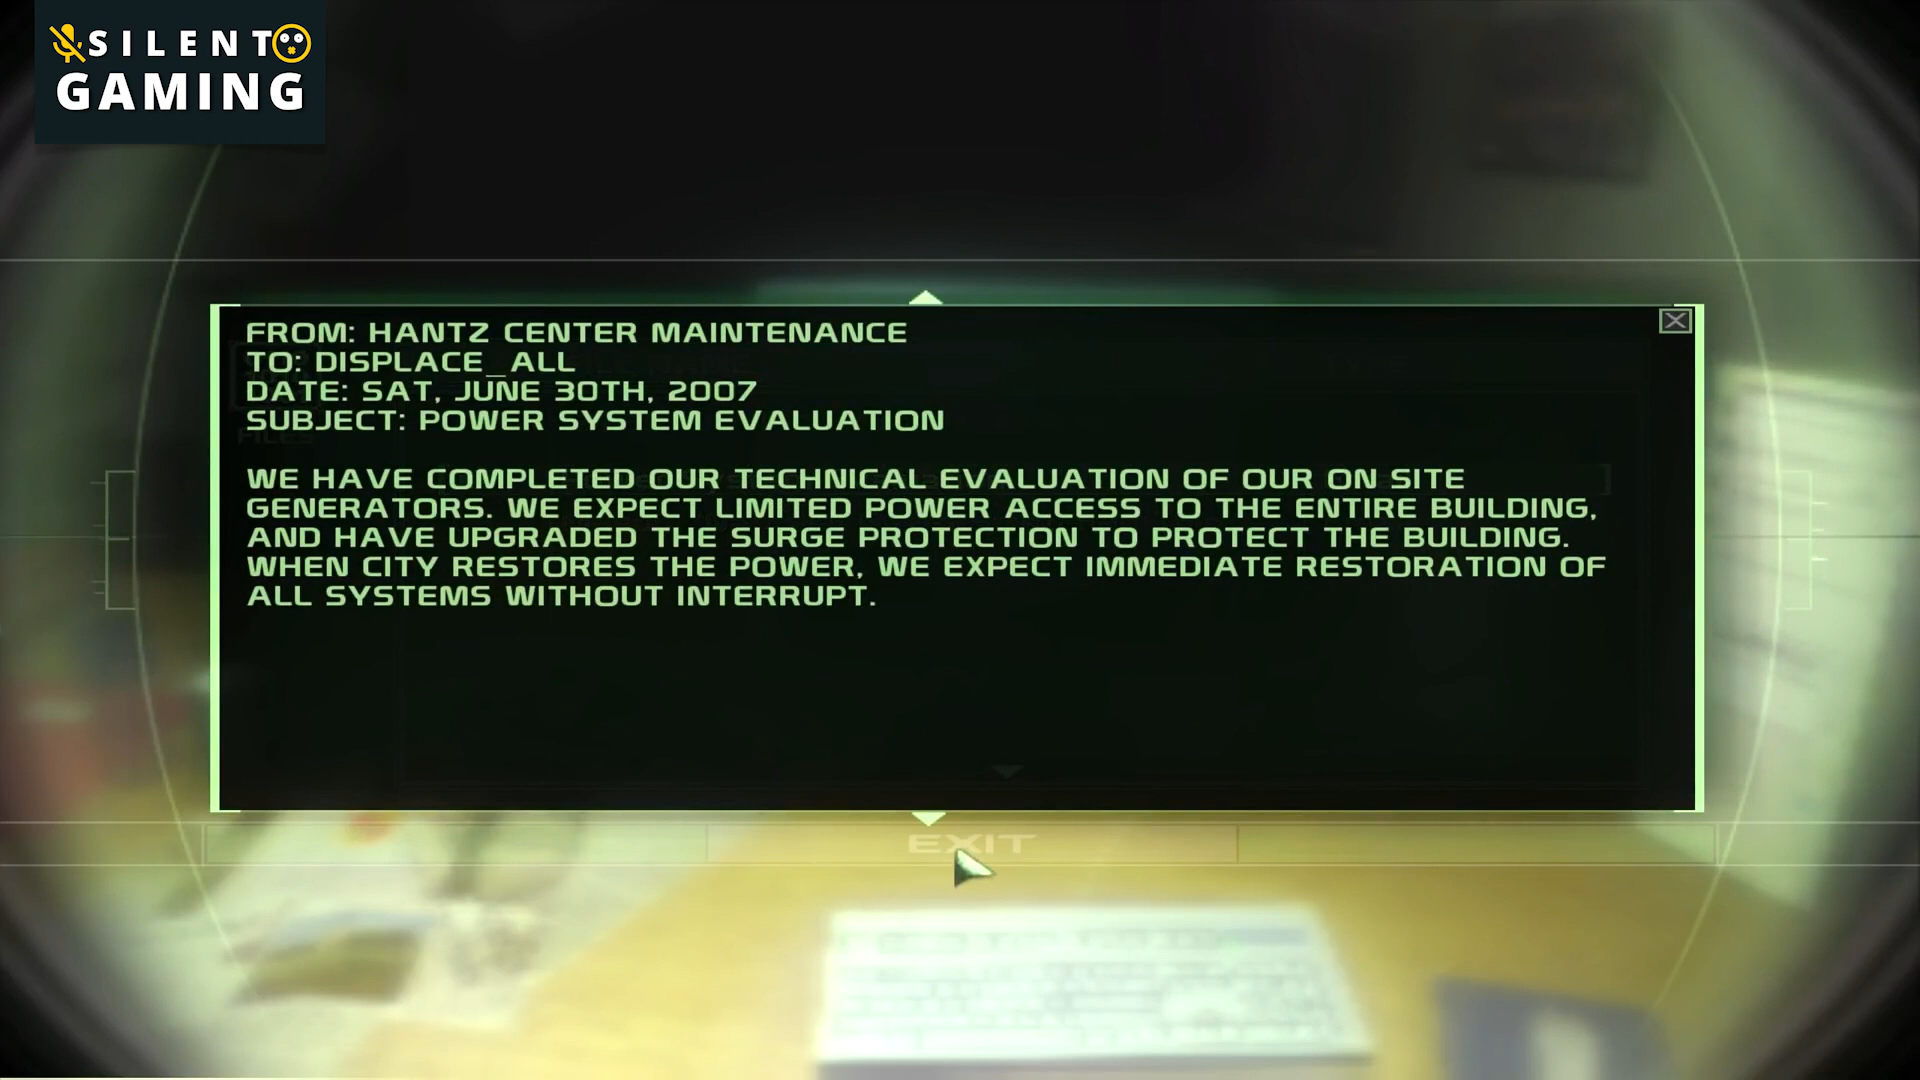 SILENT
GAMING
FROM: HANTZ CENTER MAINTENANCE
TO: DISPLACE_ALL
DATE: SAT, JUNE 30TH, 2007
SUBJECT: POWER SYSTEM EVALUATION
FILES
WE HAVE COMPLETED OUR TECHNICAL EVALUATION OF OUR ON SITE
GENERATORS. WE EXPECT LIMITED POWER ACCESS TO THE ENTIRE BUILDING,
AND HAVE UPGRADED THE SURGE PROTECTION TO PROTECT THE BUILDING.
WHEN CITY RESTORES THE POWER, WE EXPECT IMMEDIATE RESTORATION OF
ALL SYSTEMS WITHOUT INTERRUPT.
EXIT